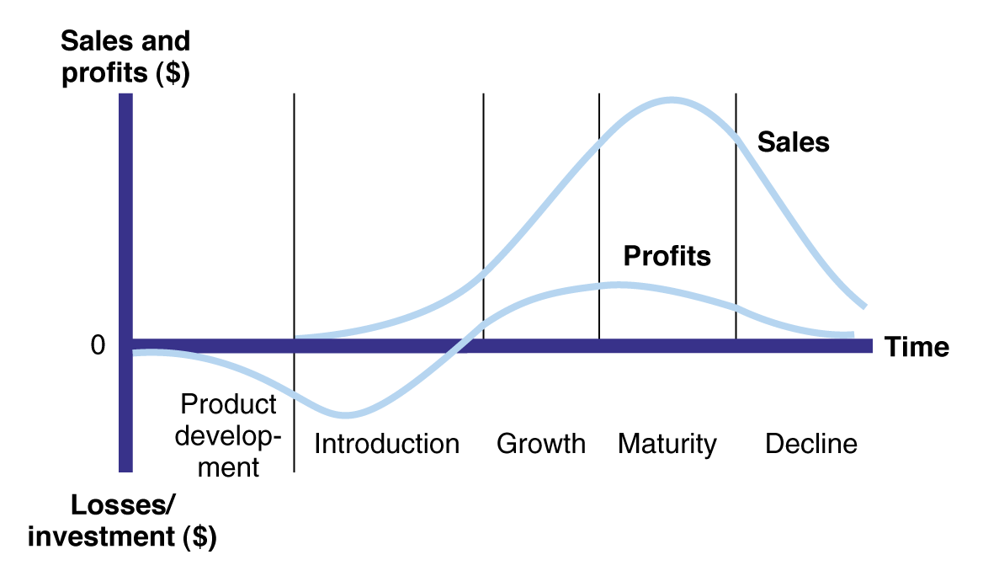 Sales and
profits ($)
Sales
Profits
0
Time
Product
develop-
ment
Introduction
Growth
Maturity
Decline
Losses/
investment ($)